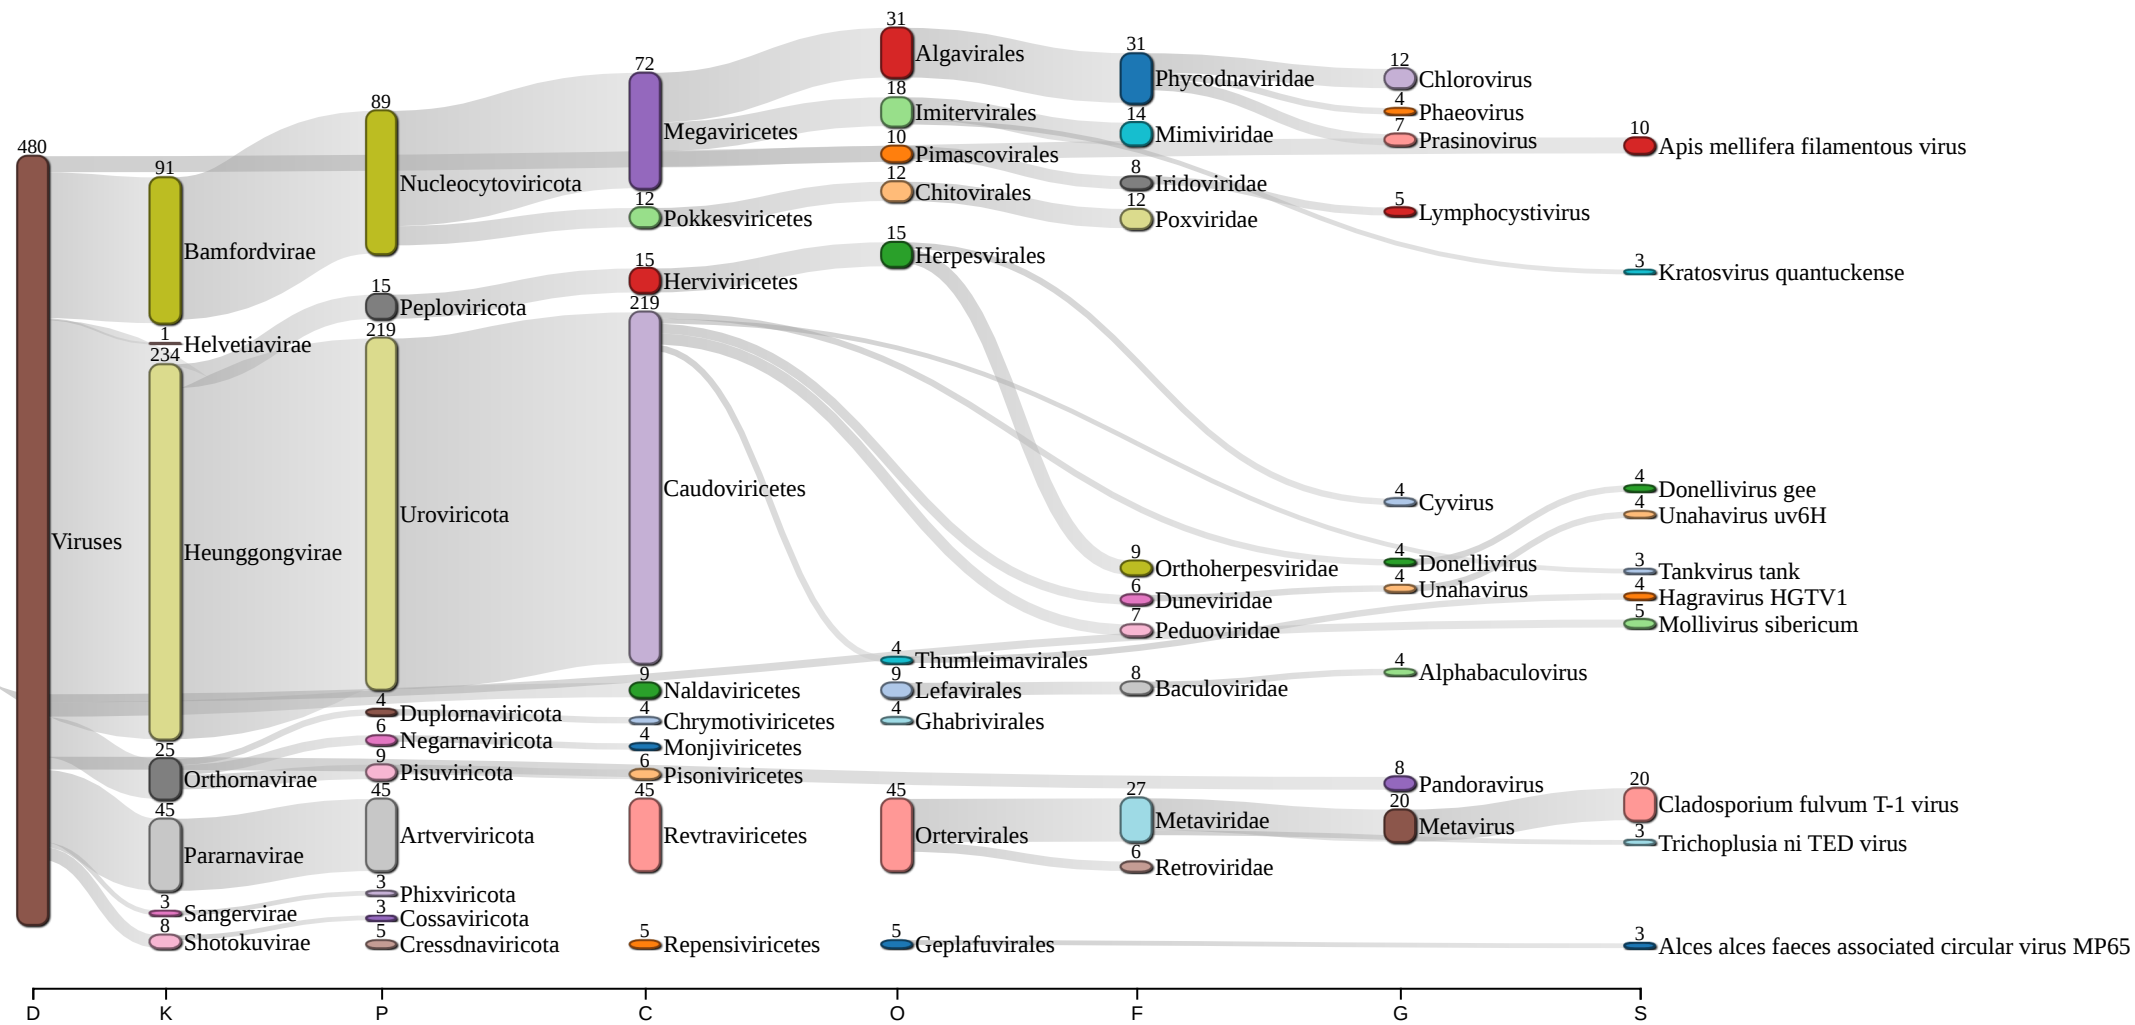 480
Viruses
91
Bamfordvirae
1
Helvetiavirae
234
Heunggongvirae
25
Orthornavirae
45
Pararnavirae
3
Sangervirae
8
Shotokuvirae
89
Nucleocytoviricota
15
Peploviricota
219
Uroviricota
4
Duplornaviricota
6
Negarnaviricota
9
Pisuviricota
45
Artverviricota
3
Phixviricota
3
Cossaviricota
5
Cressdnaviricota
72
Megaviricetes
12
Pokkesviricetes
15
Herviviricetes
219
Caudoviricetes
9
Naldaviricetes
4
Chrymotiviricetes
4
Monjiviricetes
6
Pisoniviricetes
45
Revtraviricetes
5
Repensiviricetes
31
Algavirales
18
Imitervirales
10
Pimascovirales
12
Chitovirales
15
Herpesvirales
4
Thumleimavirales
9
Lefavirales
4
Ghabrivirales
45
Ortervirales
5
Geplafuvirales
31
Phycodnaviridae
14
Mimiviridae
8
Iridoviridae
12
Poxviridae
9
Orthoherpesviridae
6
Duneviridae
7
Peduoviridae
8
Baculoviridae
27
Metaviridae
6
Retroviridae
12
Chlorovirus
4
Phaeovirus
7
Prasinovirus
5
Lymphocystivirus
4
Cyvirus
4
Donellivirus
4
Unahavirus
4
Alphabaculovirus
8
Pandoravirus
20
Metavirus
10
Apis mellifera filamentous virus
3
Kratosvirus quantuckense
4
Donellivirus gee
4
Unahavirus uv6H
3
Tankvirus tank
4
Hagravirus HGTV1
5
Mollivirus sibericum
20
Cladosporium fulvum T-1 virus
3
Trichoplusia ni TED virus
3
Alces alces faeces associated circular virus MP65
D K P C O F G S